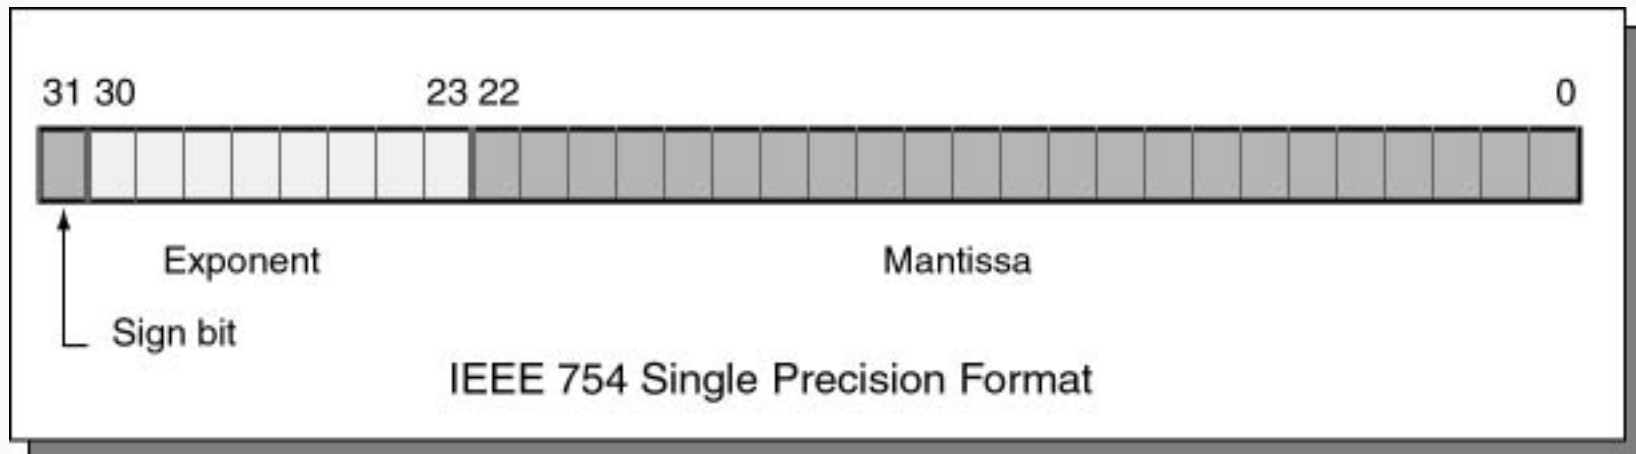 31 30 23 22 0
Exponent Mantissa
Sign bit
IEEE 754 Single Precision Format